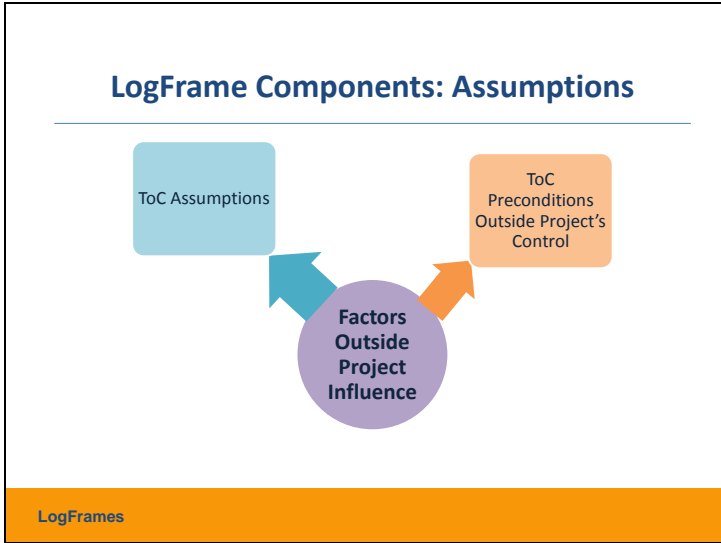 LogFrame Components: Assumptions
ToC Assumptions
ToC
Preconditions
Outside Project's
Control
Factors
Outside
Project
Influence
LogFrames